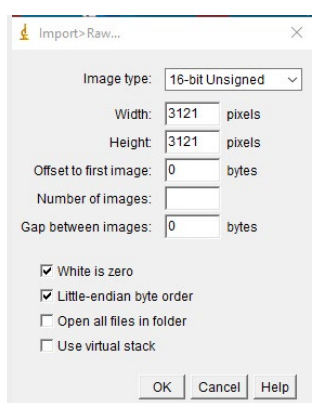 Import>Raw...
Image type: 16-bit Unsigned
Width: 3121 pixels
Height: 3121 pixels
Offset to first image: 0 bytes
Number of images:
Gap between images: 0 bytes
White is zero
Little-endian byte order
Open all files in folder
Use virtual stack
OK Cancel Help